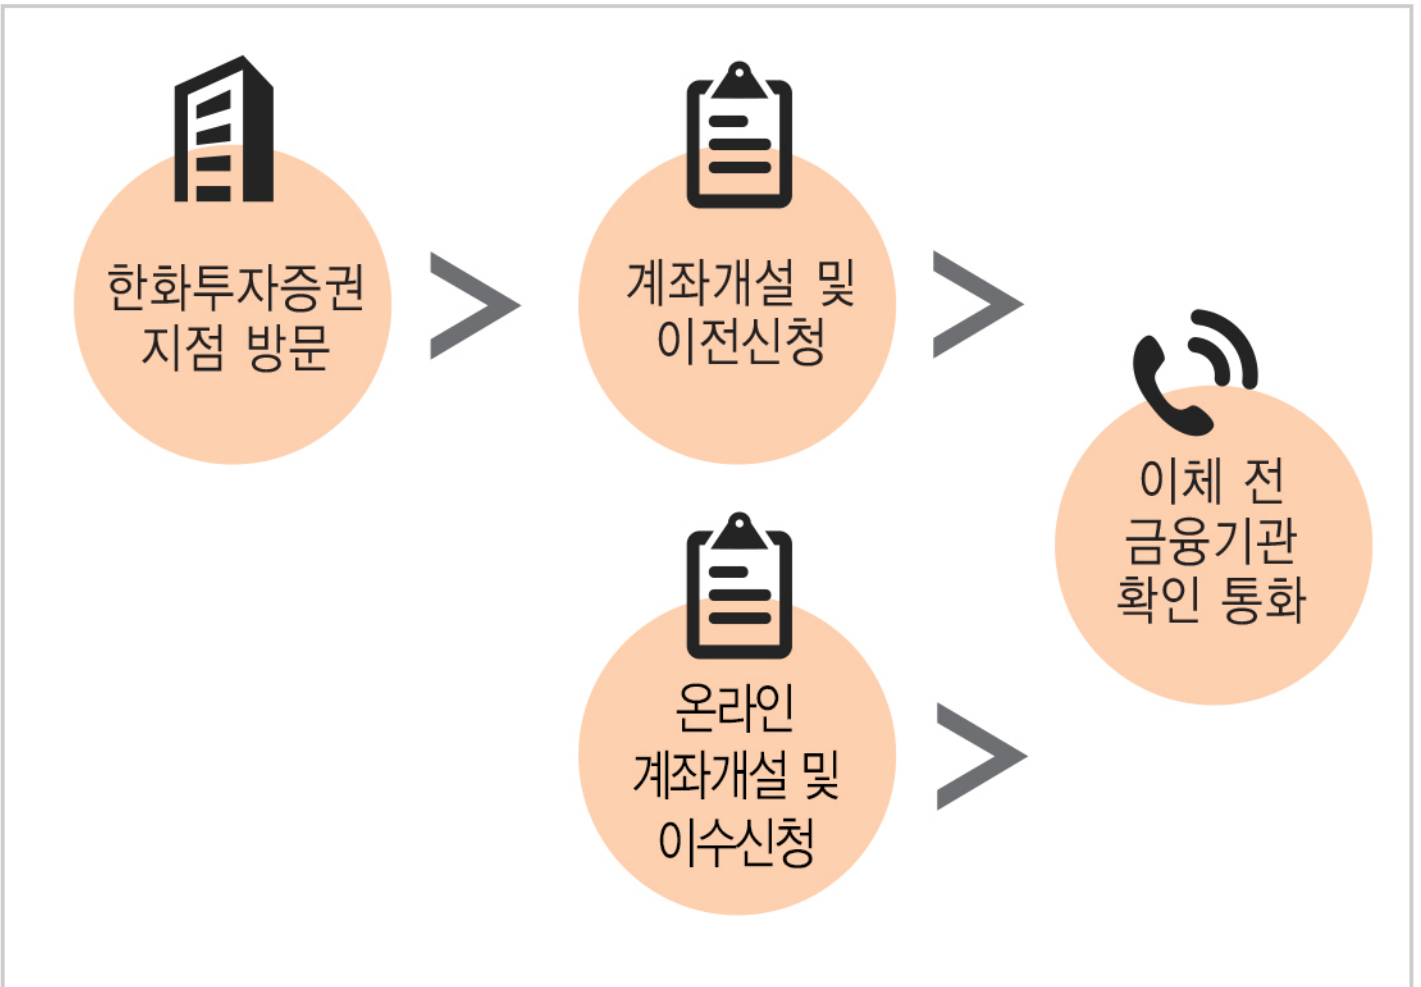 한화투자증권
지점 방문
계좌개설 및
이전신청
온라인
계좌개설 및
이수신청
이체 전
금융기관
확인 통화